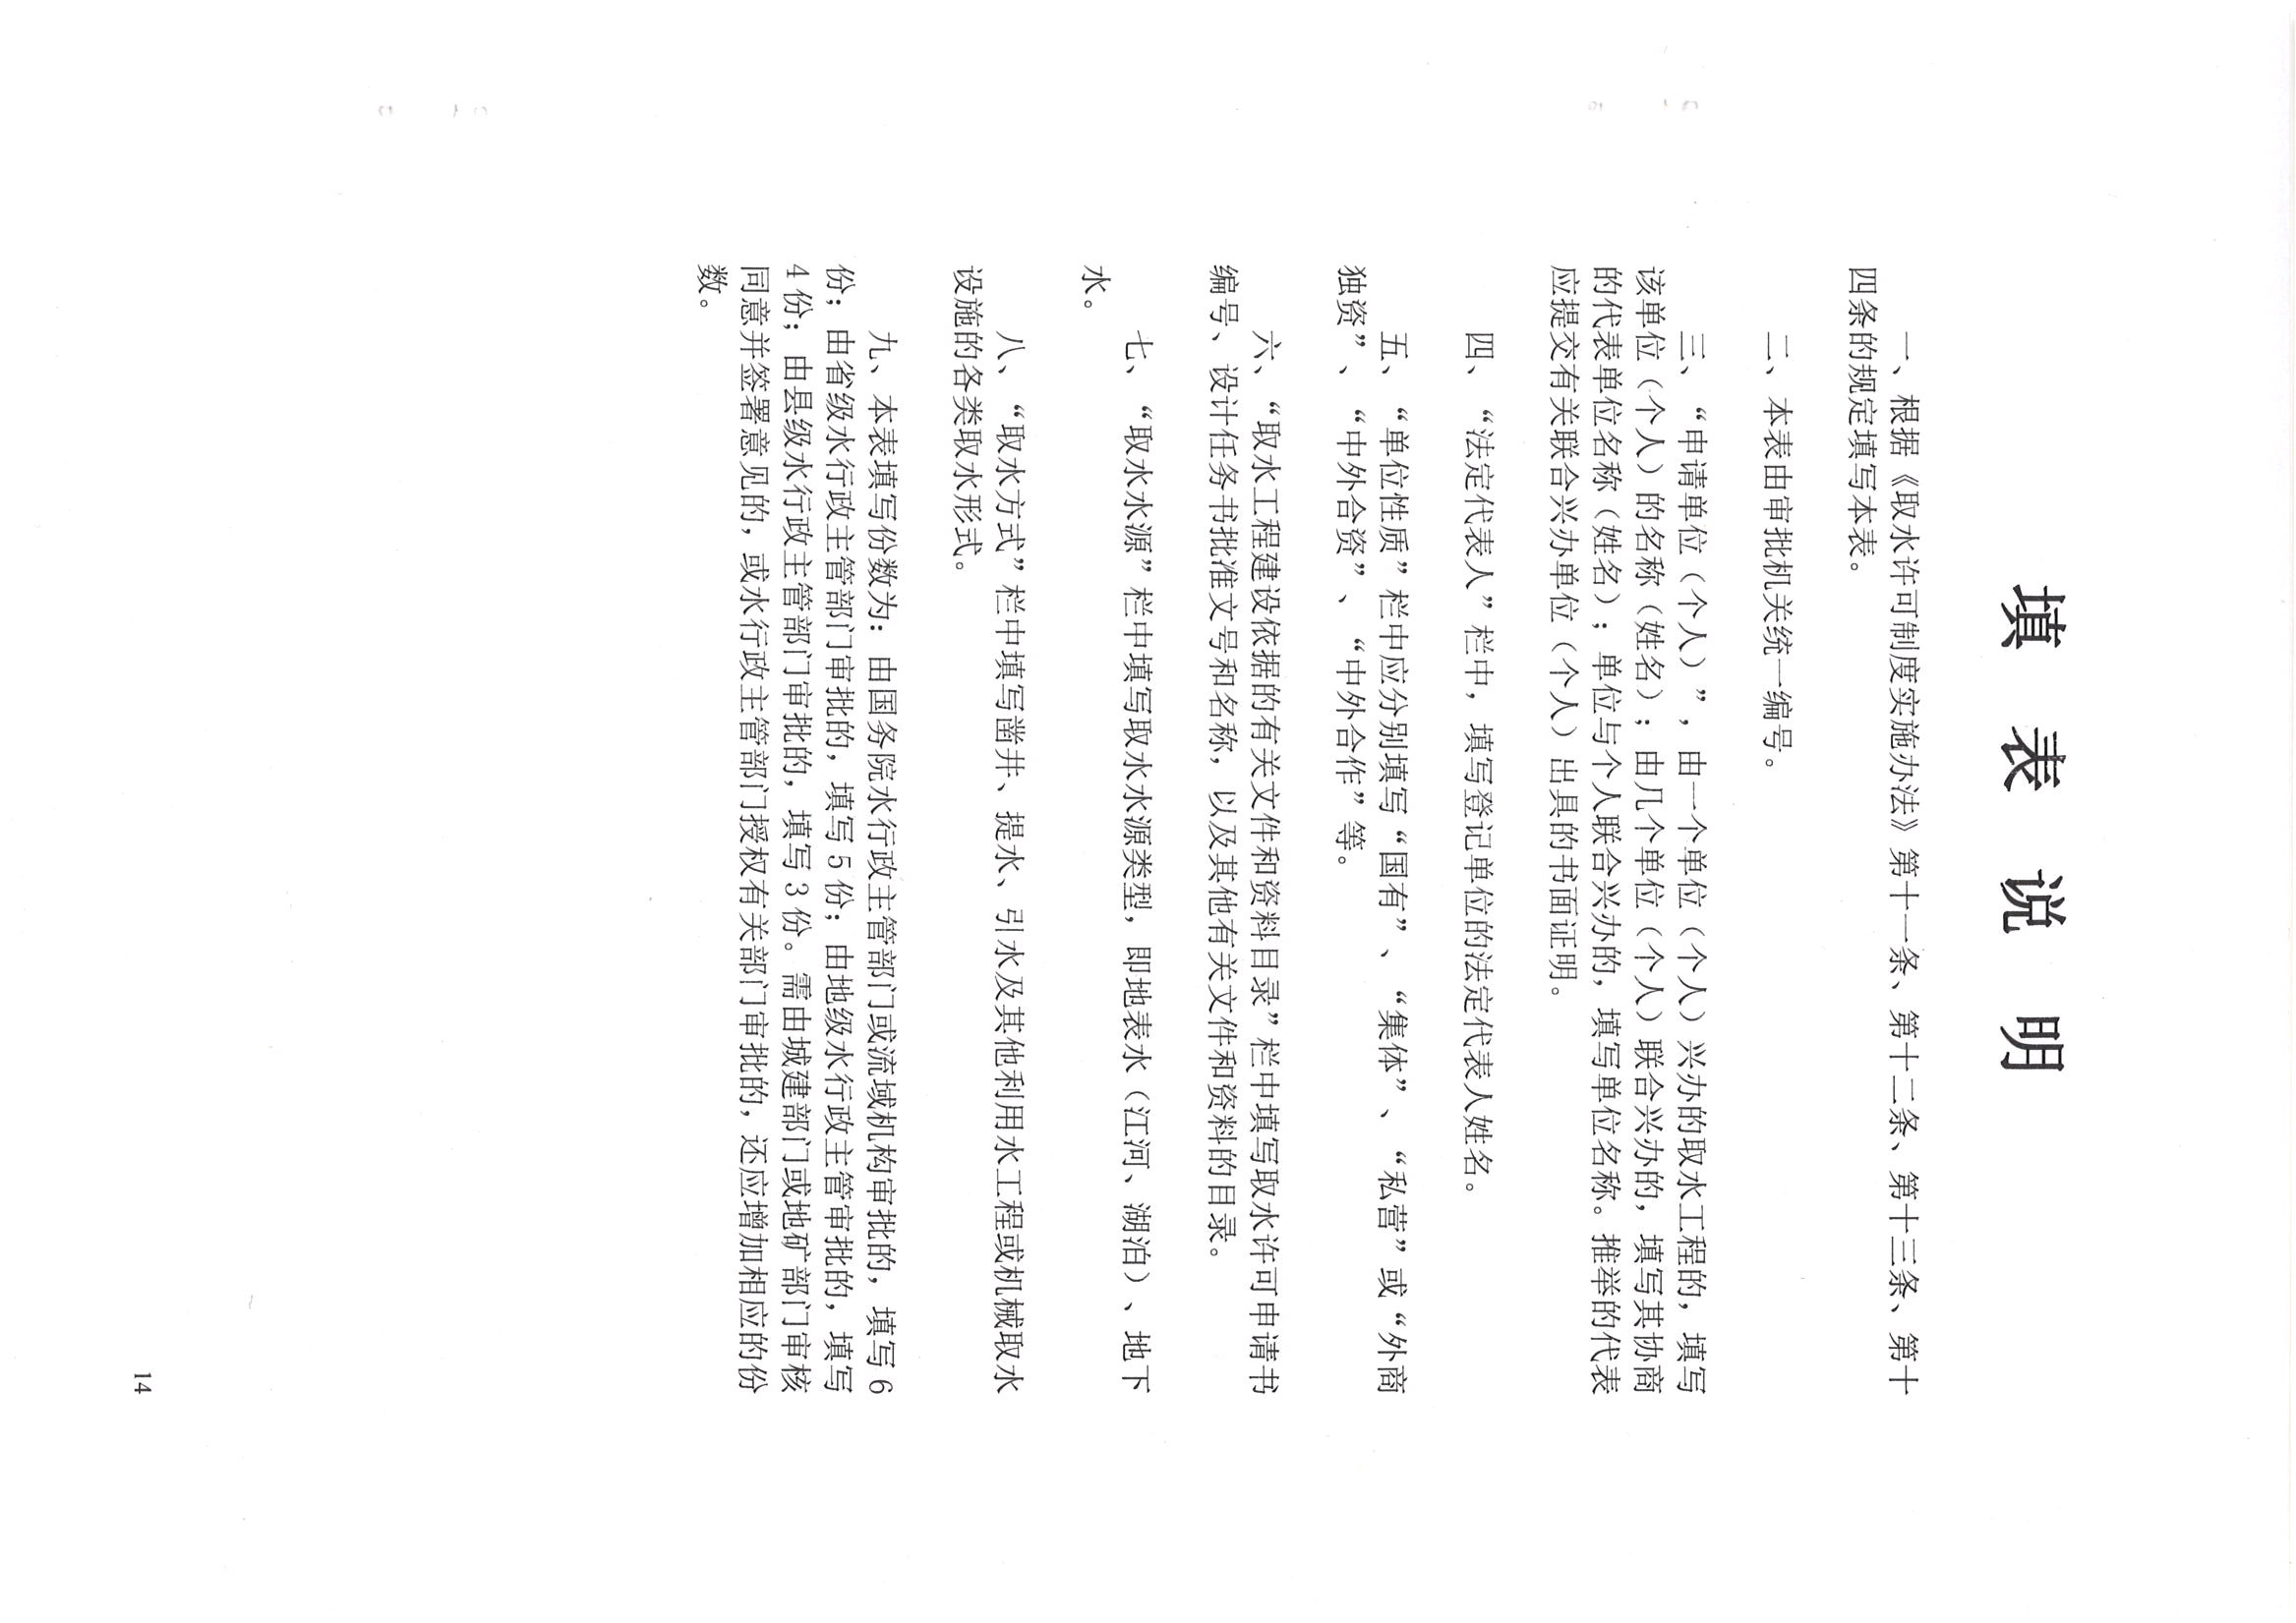 填 表 说 明
一、根据《取水许可制度实施办法》第十一条、第十二条、第十三条、第十
四条的规定填写本表。
二、本表由审批机关统一编号。
三、“申请单位（个人）”，由一个单位（个人）兴办的取水工程的，填写
该单位（个人）的名称（姓名）；由几个单位（个人）联合兴办的，填写其协商
的代表单位名称（姓名）；单位与个人联合兴办的，填写单位名称。推举的代表
应提交有关联合兴办单位（个人）出具的书面证明。
四、“法定代表人”栏中，填写登记单位的法定代表人姓名。
五、“单位性质”栏中应分别填写“国有”、“集体”、“私营”或“外商
独资”、“中外合资”、“中外合作”等。
六、“取水工程建设依据的有关文件和资料目录”栏中填写取水许可申请书
编号、设计任务书批准文号和名称，以及其他有关文件和资料的目录。
七、“取水水源”栏中填写取水水源类型，即地表水（江河、湖泊）、地下
水。
八、“取水方式”栏中填写凿井、提水、引水及其他利用水工程或机械取水
设施的各类取水形式。
九、本表填写份数为：由国务院水行政主管部门或流域机构审批的，填写 6
份；由省级水行政主管部门审批的，填写 5 份；由地级水行政主管审批的，填写
4 份；由县级水行政主管部门审批的，填写 3 份。需由城建部门或地矿部门审核
同意并签署意见的，或水行政主管部门授权有关部门审批的，还应增加相应的份
数。
14